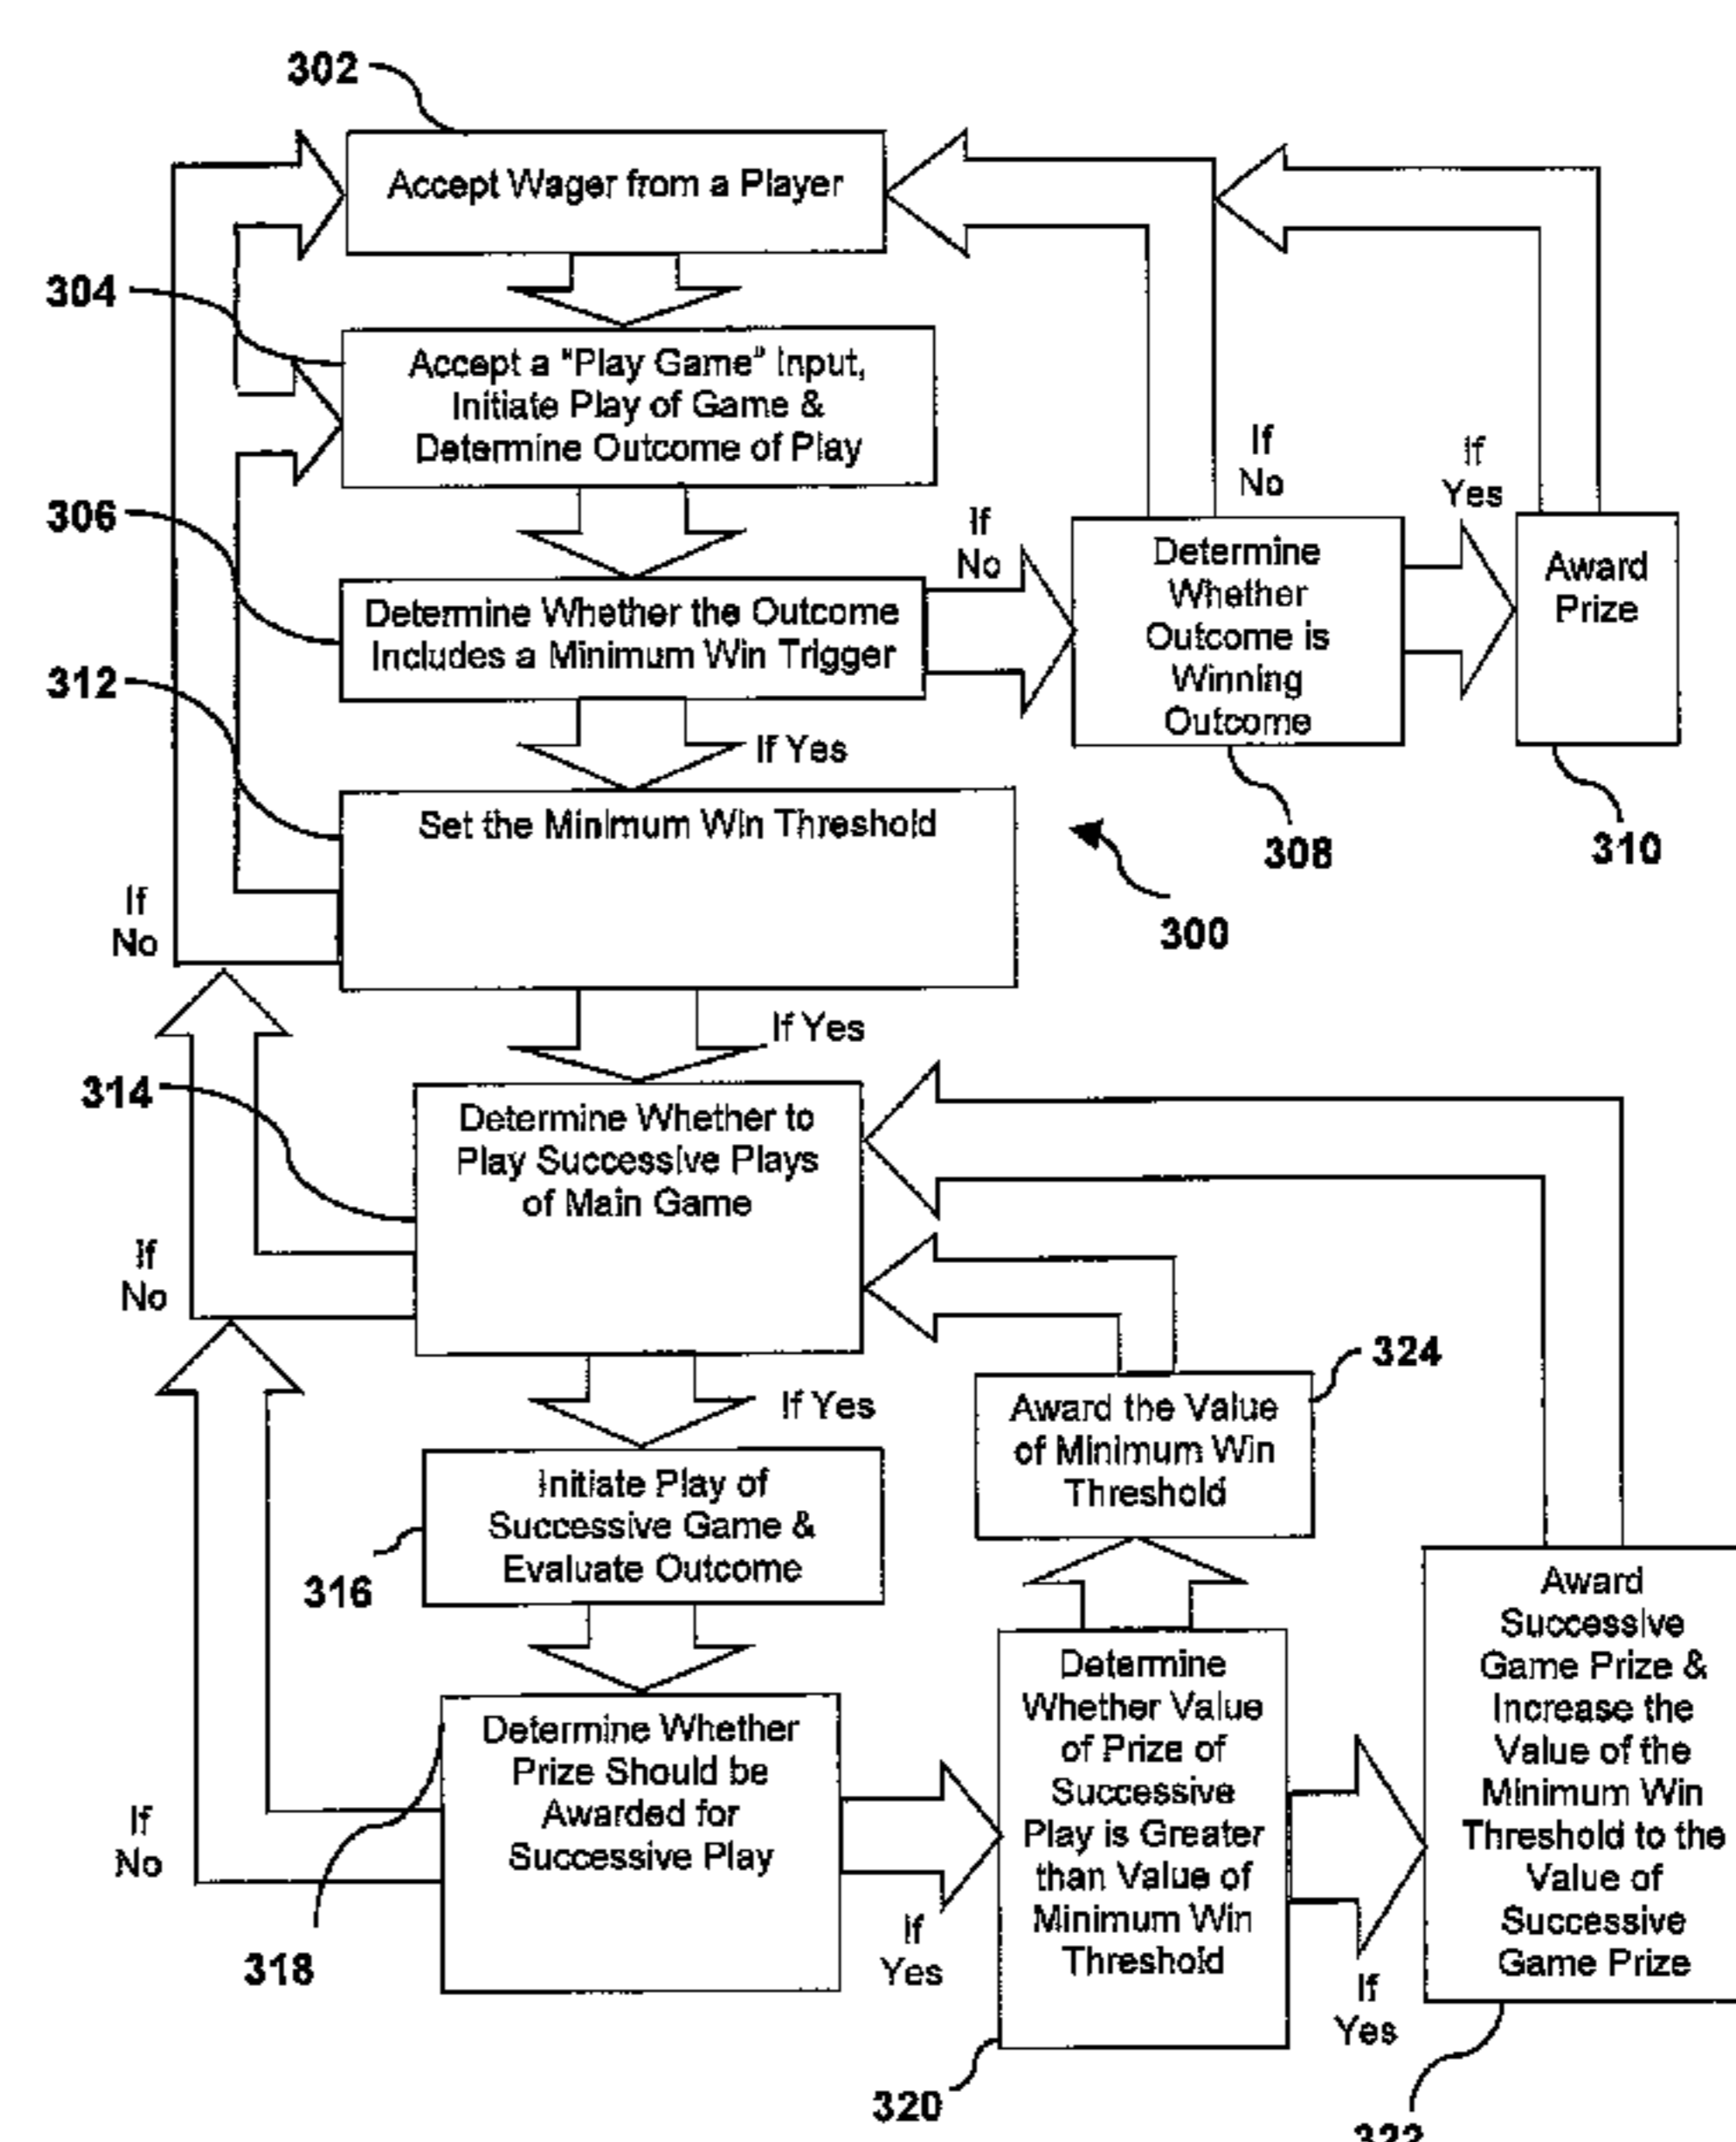 302
Accept Wager from a Player
304
Accept a "Play Game" Input,
Initiate Play of Game &
Determine Outcome of Play
If
No
If
Yes
306
If
No
Determine Whether the Outcome
Includes a Minimum Win Trigger
Determine
Whether
Outcome is
Winning
Outcome
Award
Prize
312
If Yes
308
310
Set the Minimum Win Threshold
300
If
No
If Yes
314
Determine Whether to
Play Successive Plays
of Main Game
If
No
If Yes
324
Award the Value
of Minimum Win
Threshold
Initiate Play of
Successive Game &
Evaluate Outcome
316
Determine Whether
Prize Should be
Awarded for
Successive Play
If
No
318
If
Yes
Determine
Whether Value
of Prize of
Successive
Play is Greater
than Value of
Minimum Win
Threshold
320
If
Yes
Award
Successive
Game Prize &
Increase the
Value of the
Minimum Win
Threshold to the
Value of
Successive
Game Prize